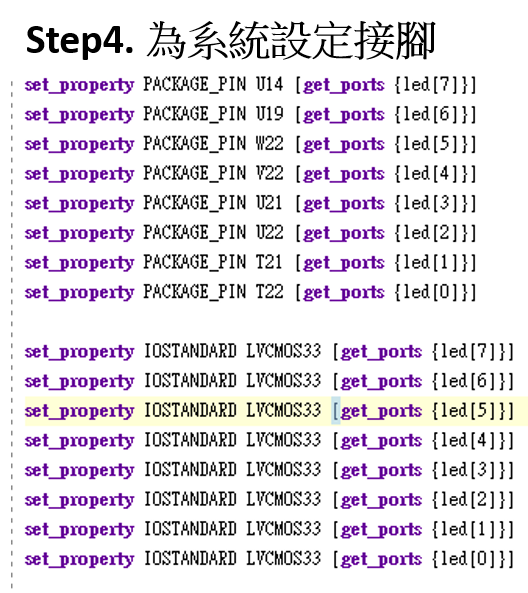 Step4. 為系統設定接腳
set_property PACKAGE_PIN U14 [get_ports {led[7]}]
set_property PACKAGE_PIN U19 [get_ports {led[6]}]
set_property PACKAGE_PIN W22 [get_ports {led[5]}]
set_property PACKAGE_PIN V22 [get_ports {led[4]}]
set_property PACKAGE_PIN U21 [get_ports {led[3]}]
set_property PACKAGE_PIN U22 [get_ports {led[2]}]
set_property PACKAGE_PIN T21 [get_ports {led[1]}]
set_property PACKAGE_PIN T22 [get_ports {led[0]}]
set_property IOSTANDARD LVCMOS33 [get_ports {led[7]}]
set_property IOSTANDARD LVCMOS33 [get_ports {led[6]}]
set_property IOSTANDARD LVCMOS33 [get_ports {led[5]}]
set_property IOSTANDARD LVCMOS33 [get_ports {led[4]}]
set_property IOSTANDARD LVCMOS33 [get_ports {led[3]}]
set_property IOSTANDARD LVCMOS33 [get_ports {led[2]}]
set_property IOSTANDARD LVCMOS33 [get_ports {led[1]}]
set_property IOSTANDARD LVCMOS33 [get_ports {led[0]}]